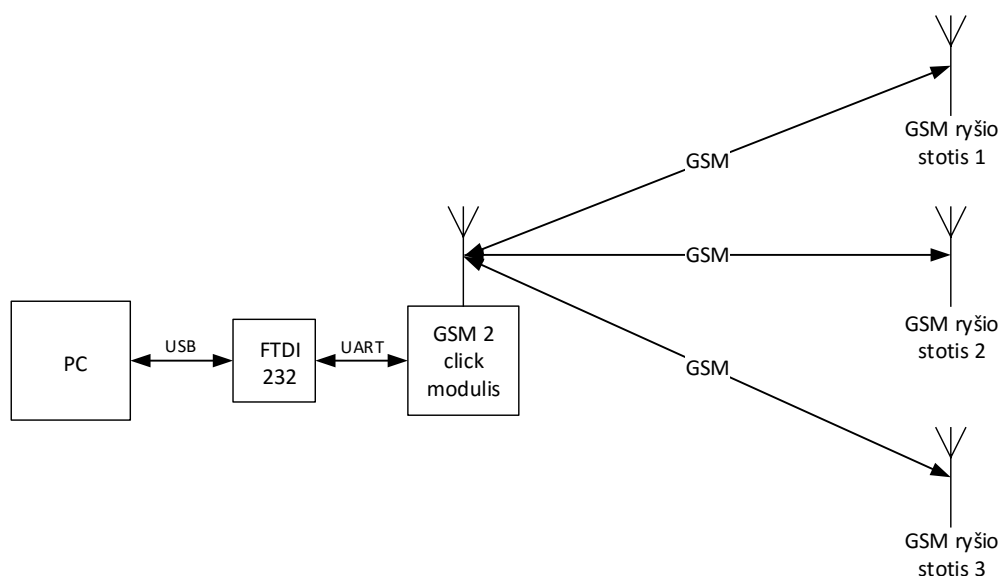 GSM ryšio
stotis 1
GSM
GSM
GSM ryšio
stotis 2
GSM 2
click
modulis
PC
USB
FTDI
232
UART
GSM
GSM ryšio
stotis 3